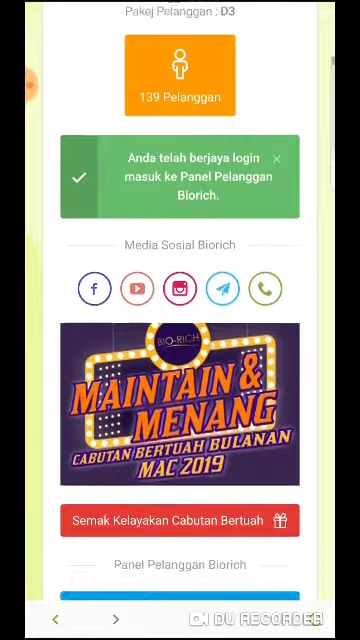 Pakej Pelanggan : D3
139 Pelanggan
Anda telah berjaya login
masuk ke Panel Pelanggan
Biorich.
Media Sosial Biorich
BIO-RICH
MAINTAIN &
MENANG
CABUTAN BERTUAH BULANAN
MAC 2019
Semak Kelayakan Cabutan Bertuah
Panel Pelanggan Biorich
DU RECORDER